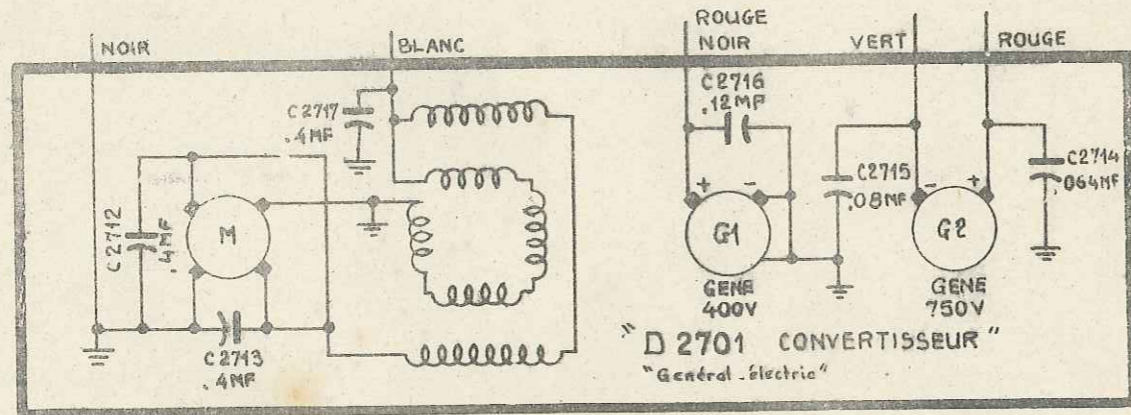 NOIR
BLANC
ROUGE
NOIR
VERT
ROUGE
C2717
.4MF
C2716
.12MF
C2712
.4MF
M
C2715
.08MF
C2714
.064MF
+ -
G1
- +
G2
GENE
400V
GENE
750V
C2713
.4MF
"D 2701 CONVERTISSEUR"
"Général-électric"